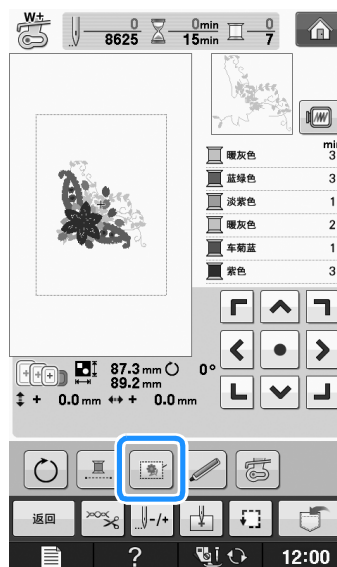 W+
0 0min 0
8625 15min 7
min
暖灰色 3
蓝绿色 3
淡紫色 1
暖灰色 2
车菊蓝 1
紫色 3
87.3 mm 0°
89.2 mm
+ 0.0 mm + 0.0 mm
返回 -/+
? 12:00